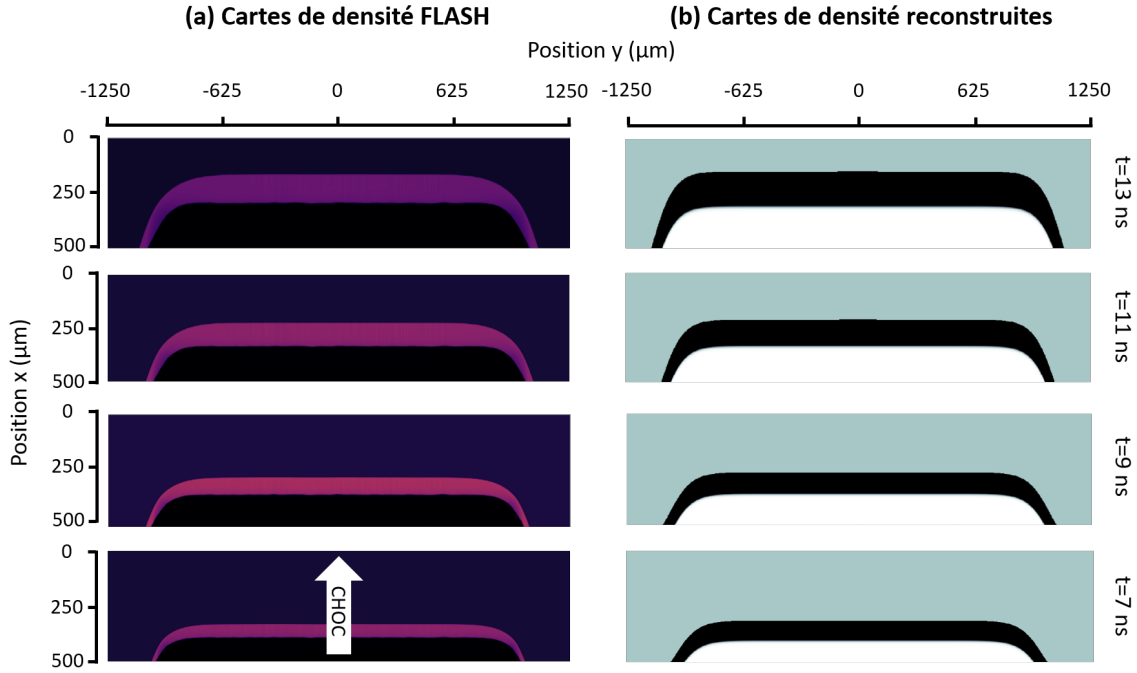 (a) Cartes de densité FLASH
(b) Cartes de densité reconstruites
Position y (µm)
-1250 -625 0 625 1250
-1250 -625 0 625 1250
0
250
500
t=13 ns
0
250
500
t=11 ns
Position x (µm)
0
250
500
t=9 ns
0
250
500
CHOC
t=7 ns